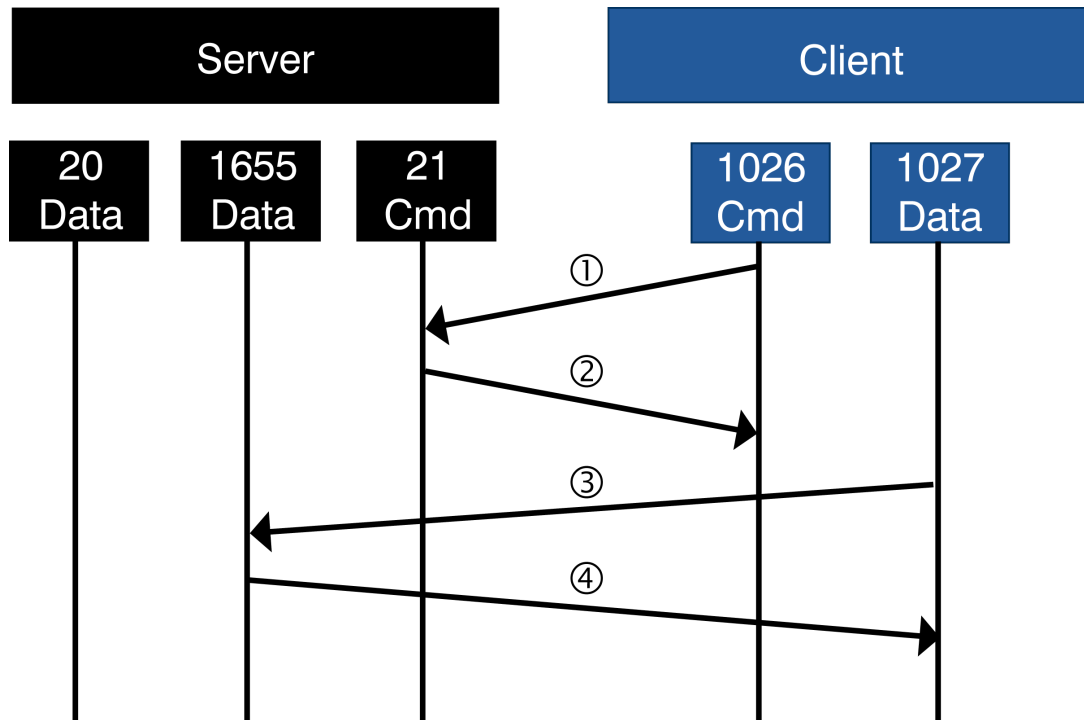 Server
Client
20
Data
1655
Data
21
Cmd
1026
Cmd
1027
Data
①
②
③
④